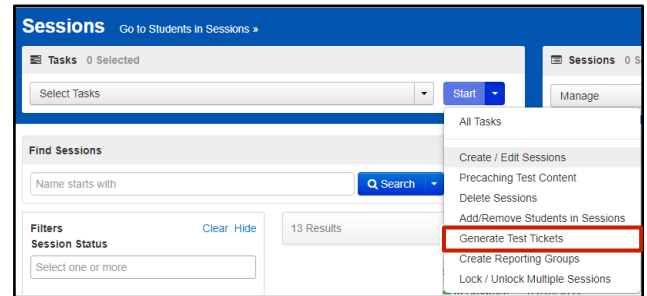 Sessions Go to Students in Sessions »
Tasks 0 Selected
Sessions 0 S
Select Tasks
Start
Manage
All Tasks
Find Sessions
Create / Edit Sessions
Name starts with
Search
Precaching Test Content
Delete Sessions
Add/Remove Students in Sessions
Filters Clear Hide
13 Results
Generate Test Tickets
Session Status
Create Reporting Groups
Select one or more
Lock / Unlock Multiple Sessions